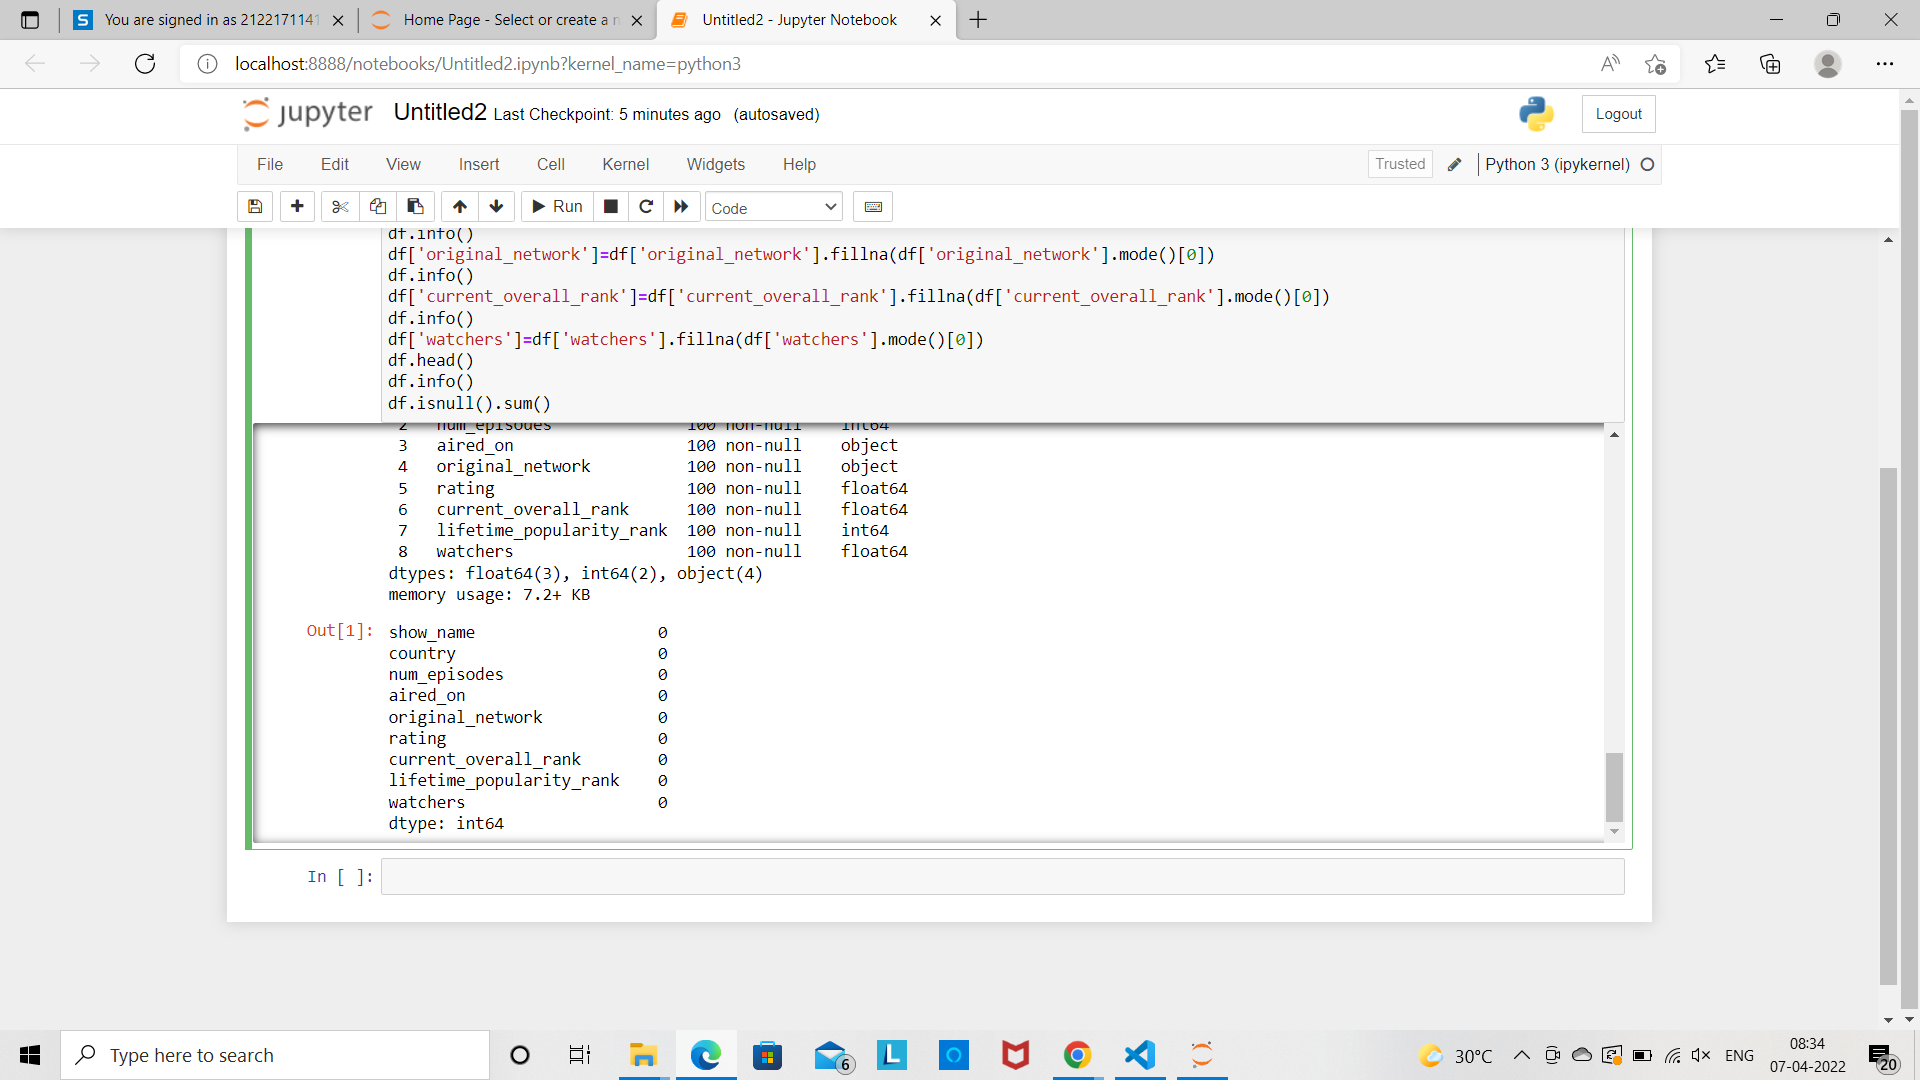 You are signed in as 2122171141
Home Page - Select or create a n
Untitled2 - Jupyter Notebook
localhost:8888/notebooks/Untitled2.ipynb?kernel_name=python3
jupyter Untitled2 Last Checkpoint: 5 minutes ago (autosaved)
Logout
File Edit View Insert Cell Kernel Widgets Help
Trusted
Python 3 (ipykernel)
Run
Code
df.info()
df['original_network']=df['original_network'].fillna(df['original_network'].mode()[0])
df.info()
df['current_overall_rank']=df['current_overall_rank'].fillna(df['current_overall_rank'].mode()[0])
df.info()
df['watchers']=df['watchers'].fillna(df['watchers'].mode()[0])
df.head()
df.info()
df.isnull().sum()
2 num_episodes 100 non-null int64
3 aired_on 100 non-null object
4 original_network 100 non-null object
5 rating 100 non-null float64
6 current_overall_rank 100 non-null float64
7 lifetime_popularity_rank 100 non-null int64
8 watchers 100 non-null float64
dtypes: float64(3), int64(2), object(4)
memory usage: 7.2+ KB
Out[1]: show_name 0
country 0
num_episodes 0
aired_on 0
original_network 0
rating 0
current_overall_rank 0
lifetime_popularity_rank 0
watchers 0
dtype: int64
In [ ]:
Type here to search
6
L
30°C
ENG
08:34
07-04-2022
20